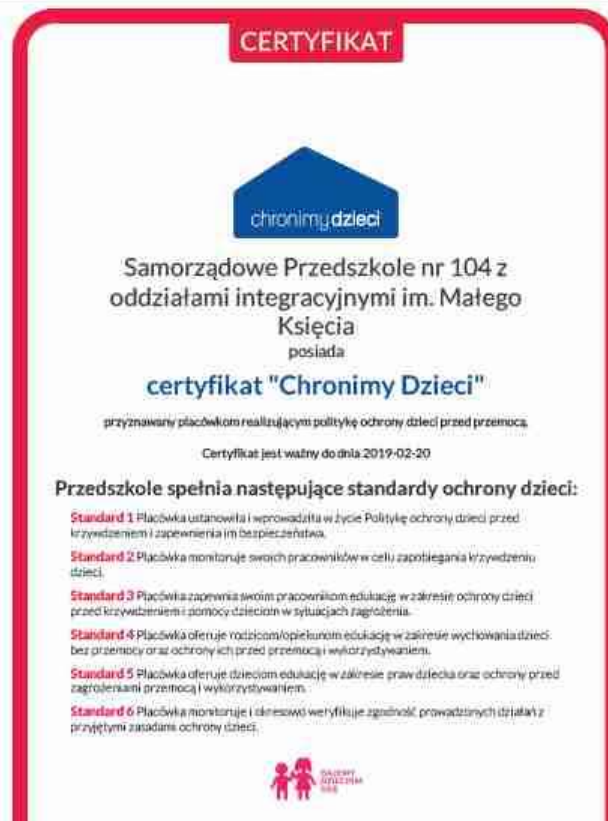 CERTYFIKAT
chronimydzieci
Samorządowe Przedszkole nr 104 z
oddziałami integracyjnymi im. Małego
Księcia
posiada
certyfikat "Chronimy Dzieci"
przyznawany placówkom realizującym politykę ochrony dzieci przed przemocą.
Certyfikat jest ważny do dnia 2019-02-20
Przedszkole spełnia następujące standardy ochrony dzieci:
Standard 1 Placówka ustanowiła i wprowadziła w życie Politykę ochrony dzieci przed
krzywdzeniem i zapewnienia im bezpieczeństwa.
Standard 2 Placówka monitoruje swoich pracowników w celu zapobiegania krzywdzeniu
dzieci.
Standard 3 Placówka zapewnia swoim pracownikom edukację w zakresie ochrony dzieci
przed krzywdzeniem i pomocy dzieciom w sytuacjach zagrożenia.
Standard 4 Placówka oferuje rodzicom/opiekunom edukację w zakresie wychowania dzieci
bez przemocy oraz ochrony ich przed przemocą i wykorzystywaniem.
Standard 5 Placówka oferuje dzieciom edukację w zakresie praw dziecka oraz ochrony przed
zagrożeniami przemocą i wykorzystywaniem.
Standard 6 Placówka monitoruje i okresowo weryfikuje zgodność prowadzonych działań z
przyjętymi zasadami ochrony dzieci.
DAJEMY
DZIECIOM
SIŁĘ